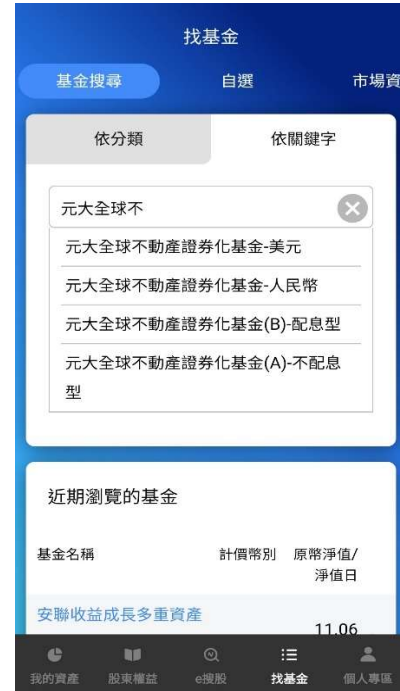 找基金
基金搜尋 自選 市場資
依分類 依關鍵字
元大全球不
元大全球不動產證券化基金-美元
元大全球不動產證券化基金-人民幣
元大全球不動產證券化基金(B)-配息型
元大全球不動產證券化基金(A)-不配息
型
近期瀏覽的基金
基金名稱 計價幣別 原幣淨值/
淨值日
安聯收益成長多重資產
11.06
我的資產 股東權益 e搜股 找基金 個人專區